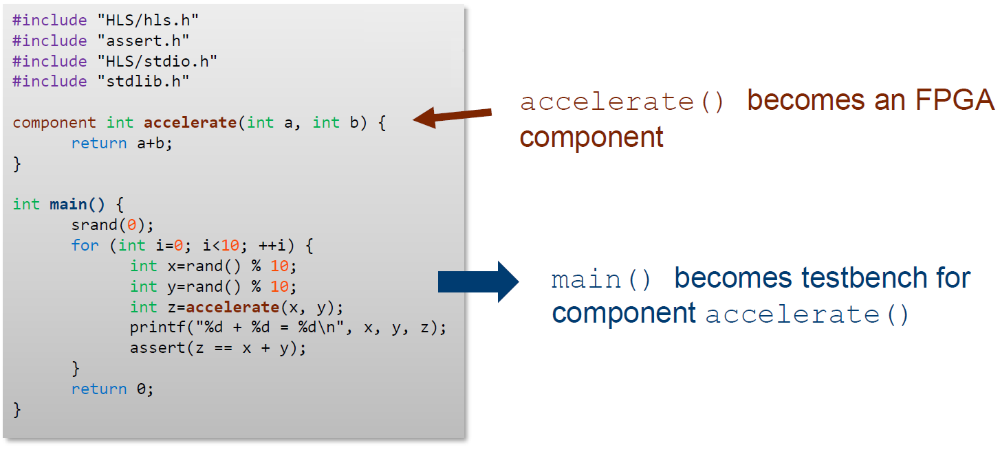 #include "HLS/hls.h"
#include "assert.h"
#include "HLS/stdio.h"
#include "stdlib.h"
component int accelerate(int a, int b) {
return a+b;
}
int main() {
srand(0);
for (int i=0; i<10; ++i) {
int x=rand() % 10;
int y=rand() % 10;
int z=accelerate(x, y);
printf("%d + %d = %d\n", x, y, z);
assert(z == x + y);
}
return 0;
}
accelerate() becomes an FPGA
component
main() becomes testbench for
component accelerate()